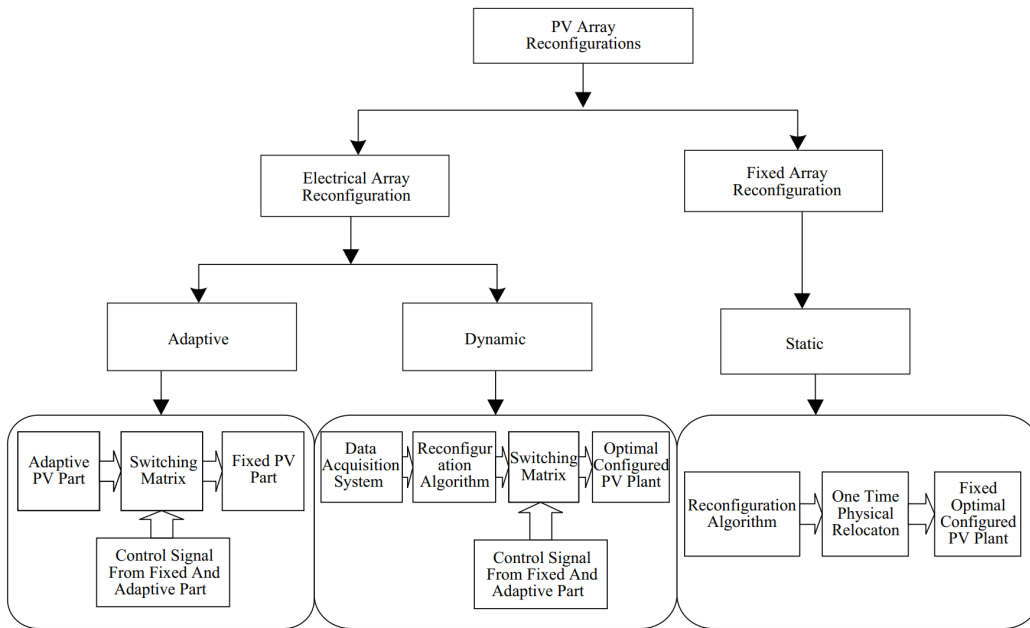 PV Array
Reconfigurations
Electrical Array
Reconfiguration
Fixed Array
Reconfiguration
Adaptive
Dynamic
Static
Adaptive
PV Part
Switching
Matrix
Fixed PV
Part
Control Signal
From Fixed And
Adaptive Part
Data
Acquisition
System
Reconfigur
ation
Algorithm
Switching
Matrix
Optimal
Configured
PV Plant
Control Signal
From Fixed And
Adaptive Part
Reconfiguration
Algorithm
One Time
Physical
Relocaton
Fixed
Optimal
Configured
PV Plant